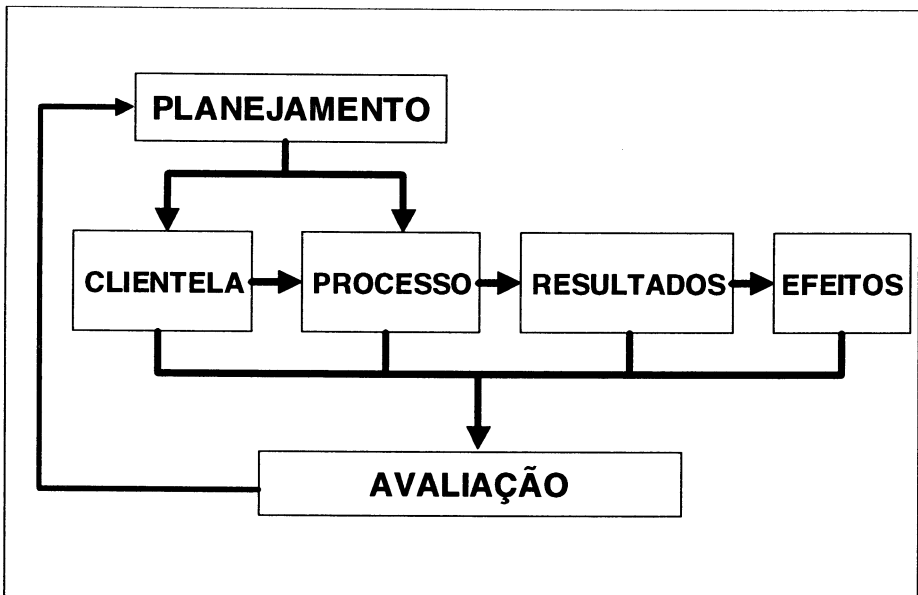 PLANEJAMENTO
CLIENTELA
PROCESSO
RESULTADOS
EFEITOS
AVALIAÇÃO